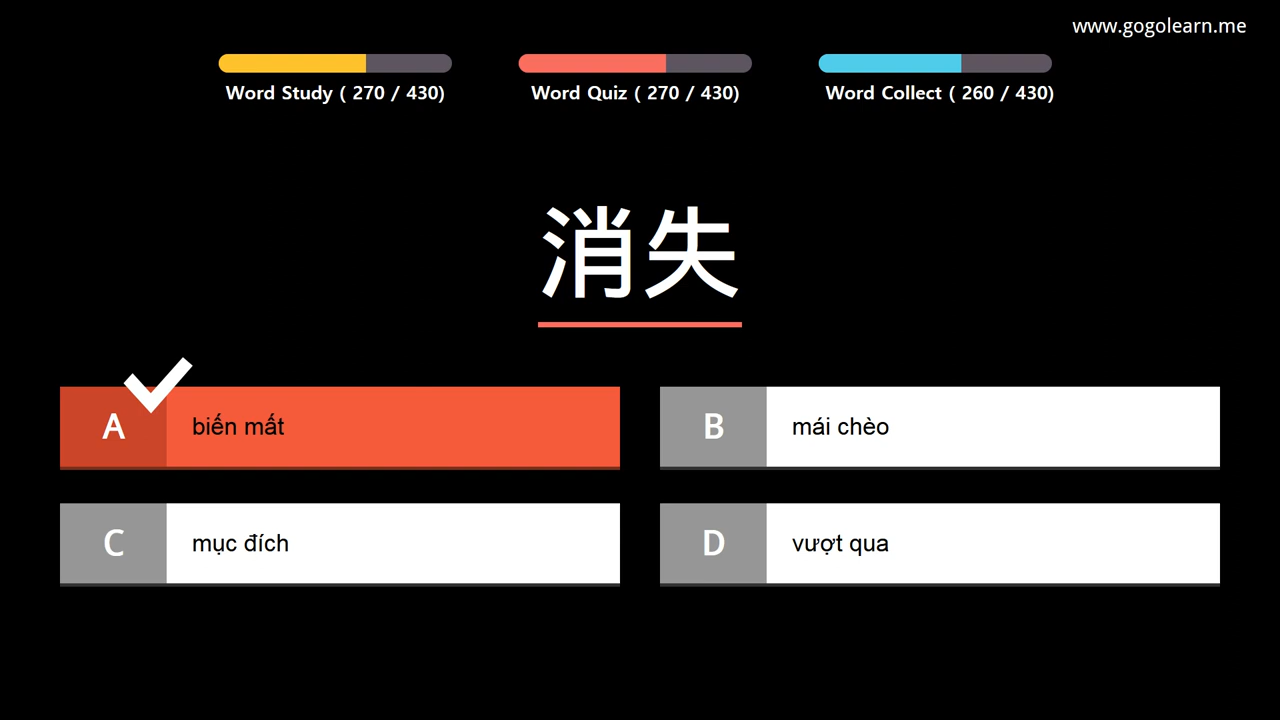 www.gogolearn.me
Word Study ( 270 / 430)
Word Quiz ( 270 / 430)
Word Collect ( 260 / 430)
消失
A biến mất
B mái chèo
C mục đích
D vượt qua